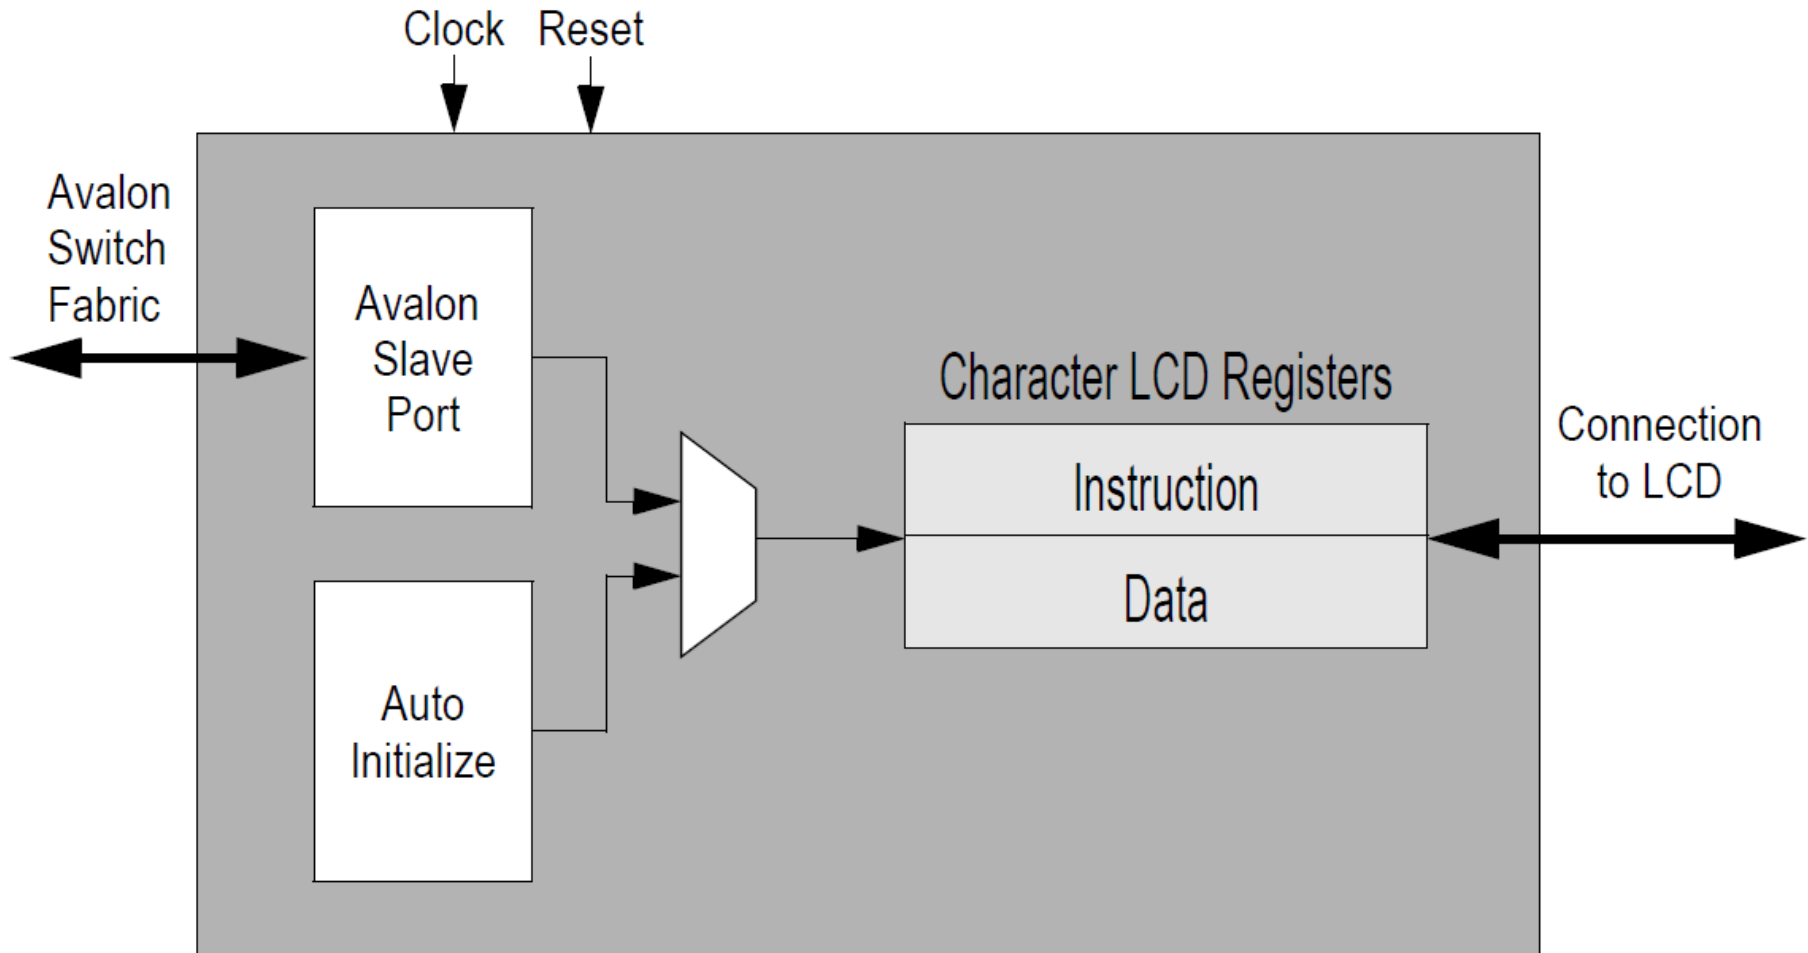 Clock Reset
Avalon
Switch
Fabric
Avalon
Slave
Port
Character LCD Registers
Instruction
Data
Connection
to LCD
Auto
Initialize